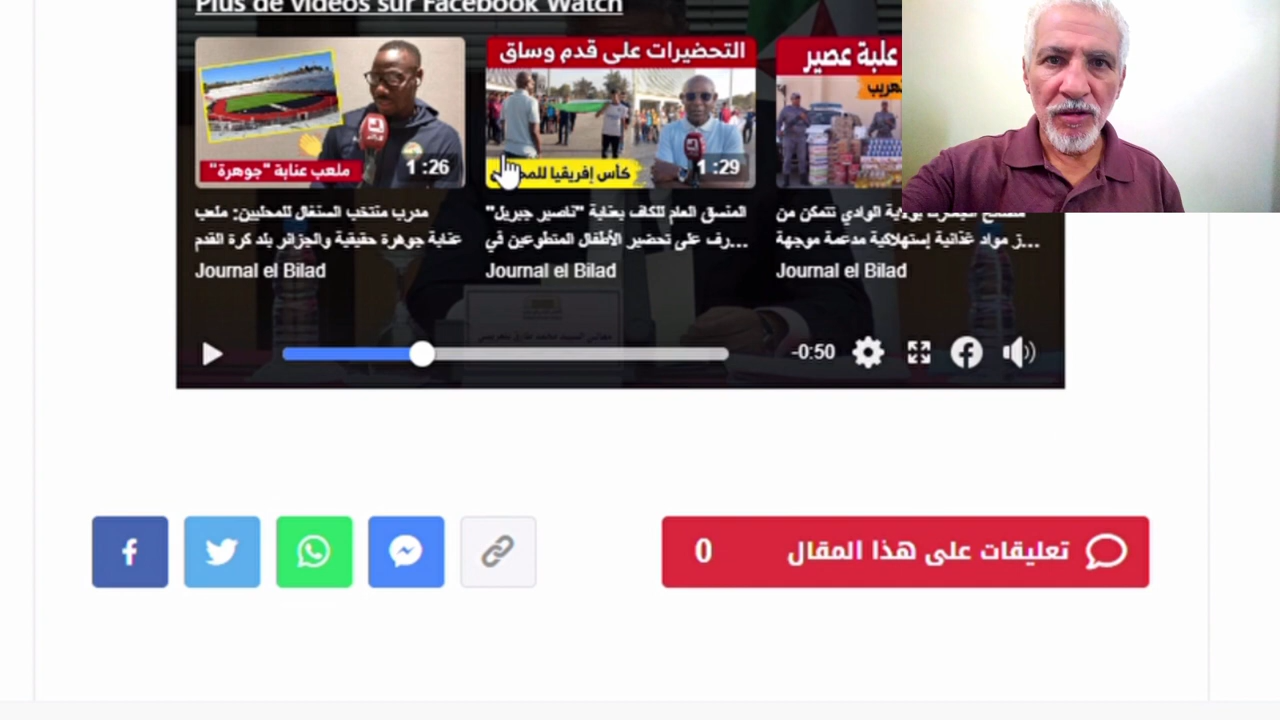 Plus de vidéos sur Facebook Watch
التحضيرات على قدم وساق
علبة عصير
ملعب عنابة "جوهرة"
1:26
كأس إفريقيا
1:29
مدرب منتخب السنغال للمحليين: ملعب
عنابة جوهرة حقيقية والجزائر بلد كرة القدم
Journal el Bilad
المنسق العام للكاف بعنابة "ناصير جبريل"
...رف على تحضير الأطفال المتطوعين في
Journal el Bilad
الوادي تتمكن من
...ز مواد غذائية إستهلاكية مدعمة موجهة
Journal el Bilad
-0:50
تعليقات على هذا المقال
0